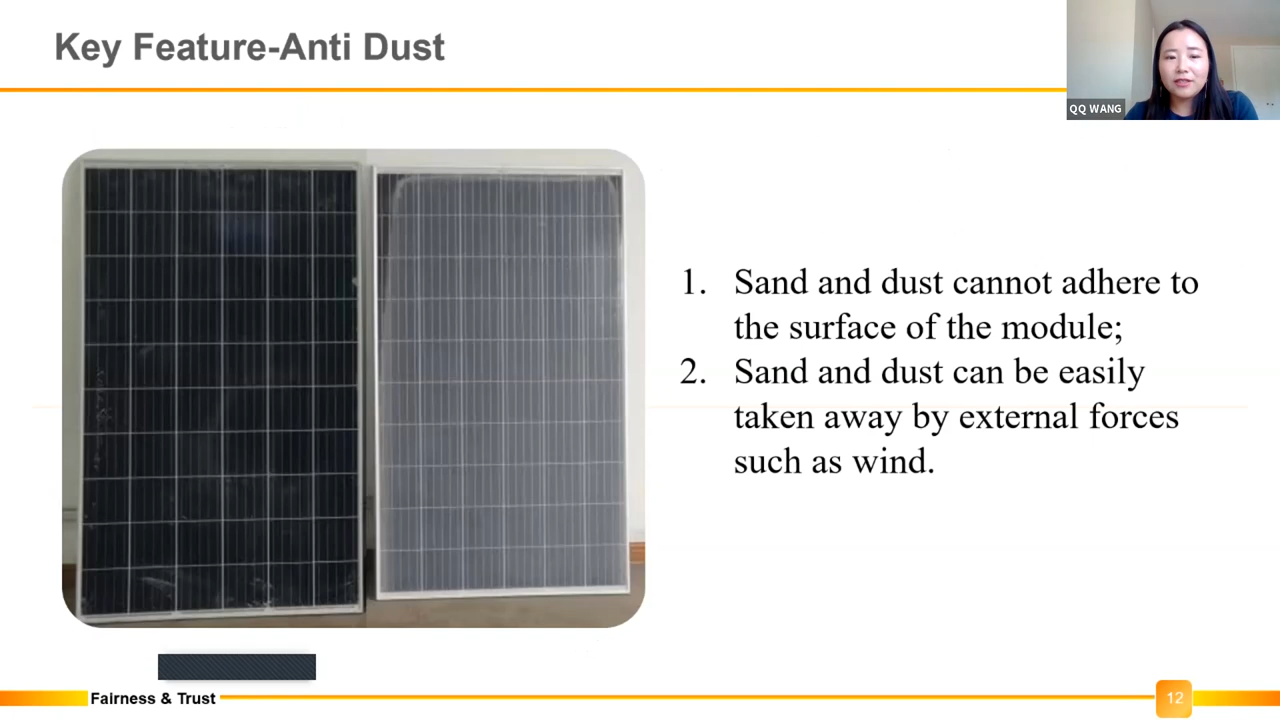 Key Feature-Anti Dust
QQ WANG
1. Sand and dust cannot adhere to
the surface of the module;
2. Sand and dust can be easily
taken away by external forces
such as wind.
Fairness & Trust
12